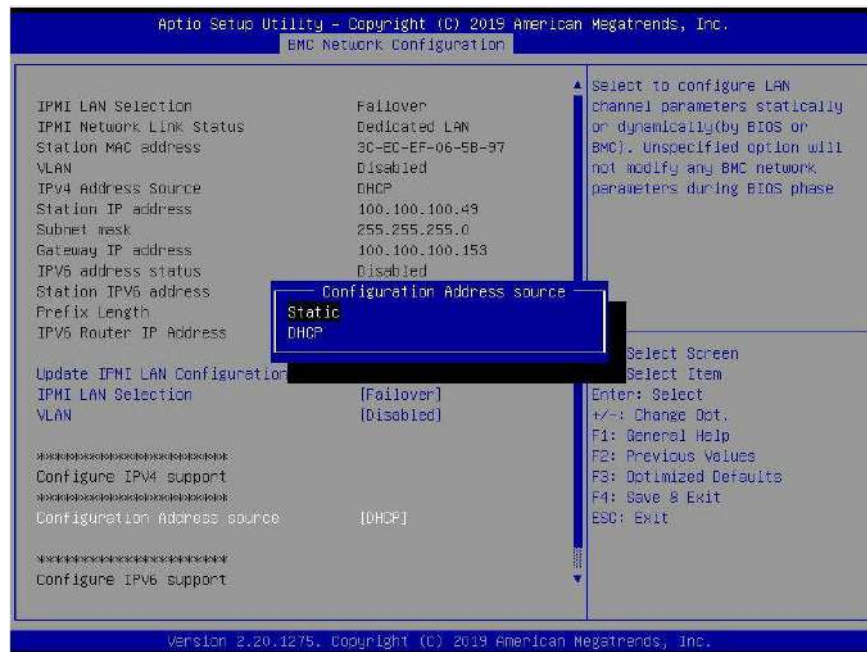 Aptio Setup Utility – Copyright (C) 2019 American Megatrends, Inc.
BMC Network Configuration
IPMI LAN Selection Failover
IPMI Network Link Status Dedicated LAN
Station MAC address 3C-EC-EF-06-5B-97
VLAN Disabled
IPv4 Address Source DHCP
Station IP address 100.100.100.49
Subnet mask 255.255.255.0
Gateway IP address 100.100.100.153
IPV6 address status Disabled
Station IPV6 address
Prefix Length
IPV6 Router IP Address
Configuration Address source
Static
DHCP
Update IPMI LAN Configuration
IPMI LAN Selection [Failover]
VLAN [Disabled]
***********************
Configure IPV4 support
***********************
Configuration Address source [DHCP]
***********************
Configure IPV6 support
Select to configure LAN
channel parameters statically
or dynamically(by BIOS or
BMC). Unspecified option will
not modify any BMC network
parameters during BIOS phase
Select Screen
Select Item
Enter: Select
+/-: Change Opt.
F1: General Help
F2: Previous Values
F3: Optimized Defaults
F4: Save & Exit
ESC: Exit
Version 2.20.1275. Copyright (C) 2019 American Megatrends, Inc.